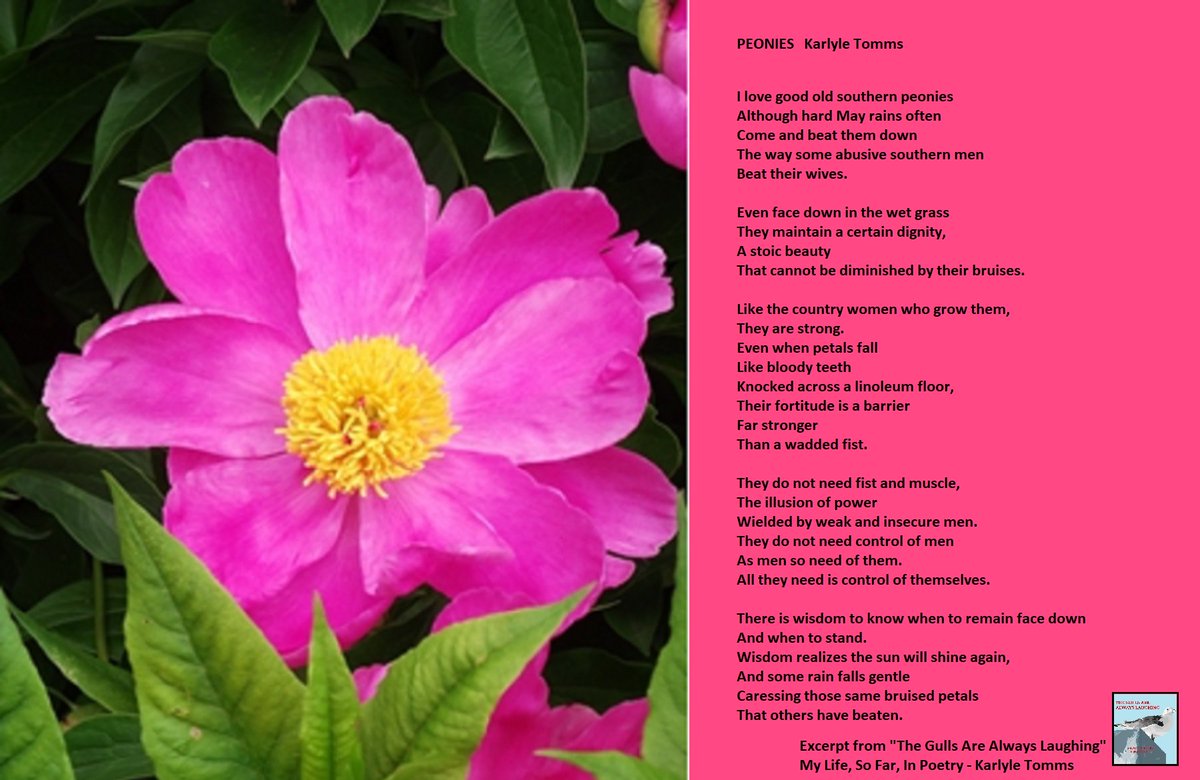 PEONIES Karlyle Tomms
I love good old southern peonies
Although hard May rains often
Come and beat them down
The way some abusive southern men
Beat their wives.
Even face down in the wet grass
They maintain a certain dignity,
A stoic beauty
That cannot be diminished by their bruises.
Like the country women who grow them,
They are strong.
Even when petals fall
Like bloody teeth
Knocked across a linoleum floor,
Their fortitude is a barrier
Far stronger
Than a wadded fist.
They do not need fist and muscle,
The illusion of power
Wielded by weak and insecure men.
They do not need control of men
As men so need of them.
All they need is control of themselves.
There is wisdom to know when to remain face down
And when to stand.
Wisdom realizes the sun will shine again,
And some rain falls gentle
Caressing those same bruised petals
That others have beaten.
Excerpt from "The Gulls Are Always Laughing"
My Life, So Far, In Poetry - Karlyle Tomms
ALWAYS LAUGHING